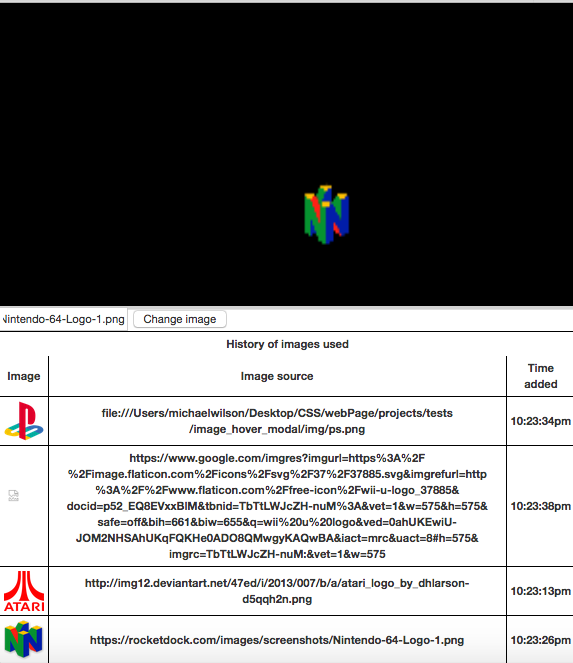 Nintendo-64-Logo-1.png
Change image
History of images used
Image
Image source
Time
added
file:///Users/michaelwilson/Desktop/CSS/webPage/projects/tests
/image_hover_modal/img/ps.png
10:23:34pm
https://www.google.com/imgres?imgurl=https%3A%2F
%2Fimage.flaticon.com%2Ficons%2Fsvg%2F37%2F37885.svg&imgrefurl=http
%3A%2F%2Fwww.flaticon.com%2Ffree-icon%2Fwii-u-logo_37885&
docid=p52_EQ8EVxxBIM&tbnid=TbTtLWJcZH-nuM%3A&vet=1&w=575&h=575&
safe=off&bih=661&biw=655&q=wii%20u%20logo&ved=0ahUKEwiU-
JOM2NHSAhUKqFQKHe0ADO8QMwgyKAQwBA&iact=mrc&uact=8#h=575&
imgrc=TbTtLWJcZH-nuM:&vet=1&w=575
10:23:38pm
ATARI
http://img12.deviantart.net/47ed/i/2013/007/b/a/atari_logo_by_dhlarson-
d5qqh2n.png
10:23:13pm
https://rocketdock.com/images/screenshots/Nintendo-64-Logo-1.png
10:23:26pm